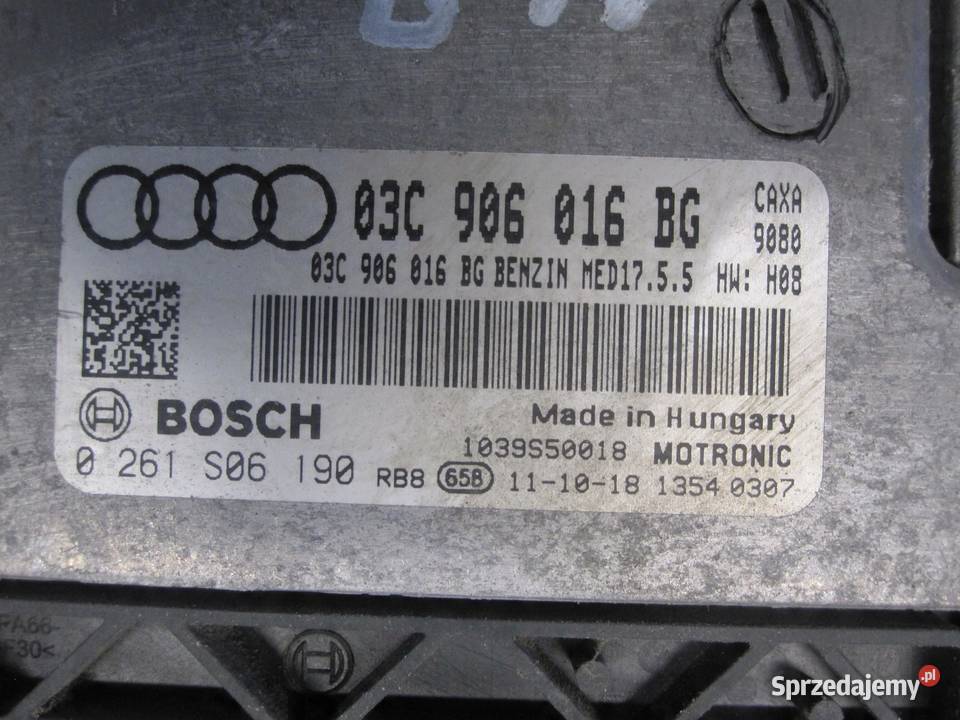 03C 906 016 BG CAXA
9080
03C 906 016 BG BENZIN MED17.5.5 HW: H08
BOSCH Made in Hungary
1039S50018 MOTRONIC
0 261 S06 190 RB8 65B 11-10-18 1354 0307
Sprzedajemy.pl